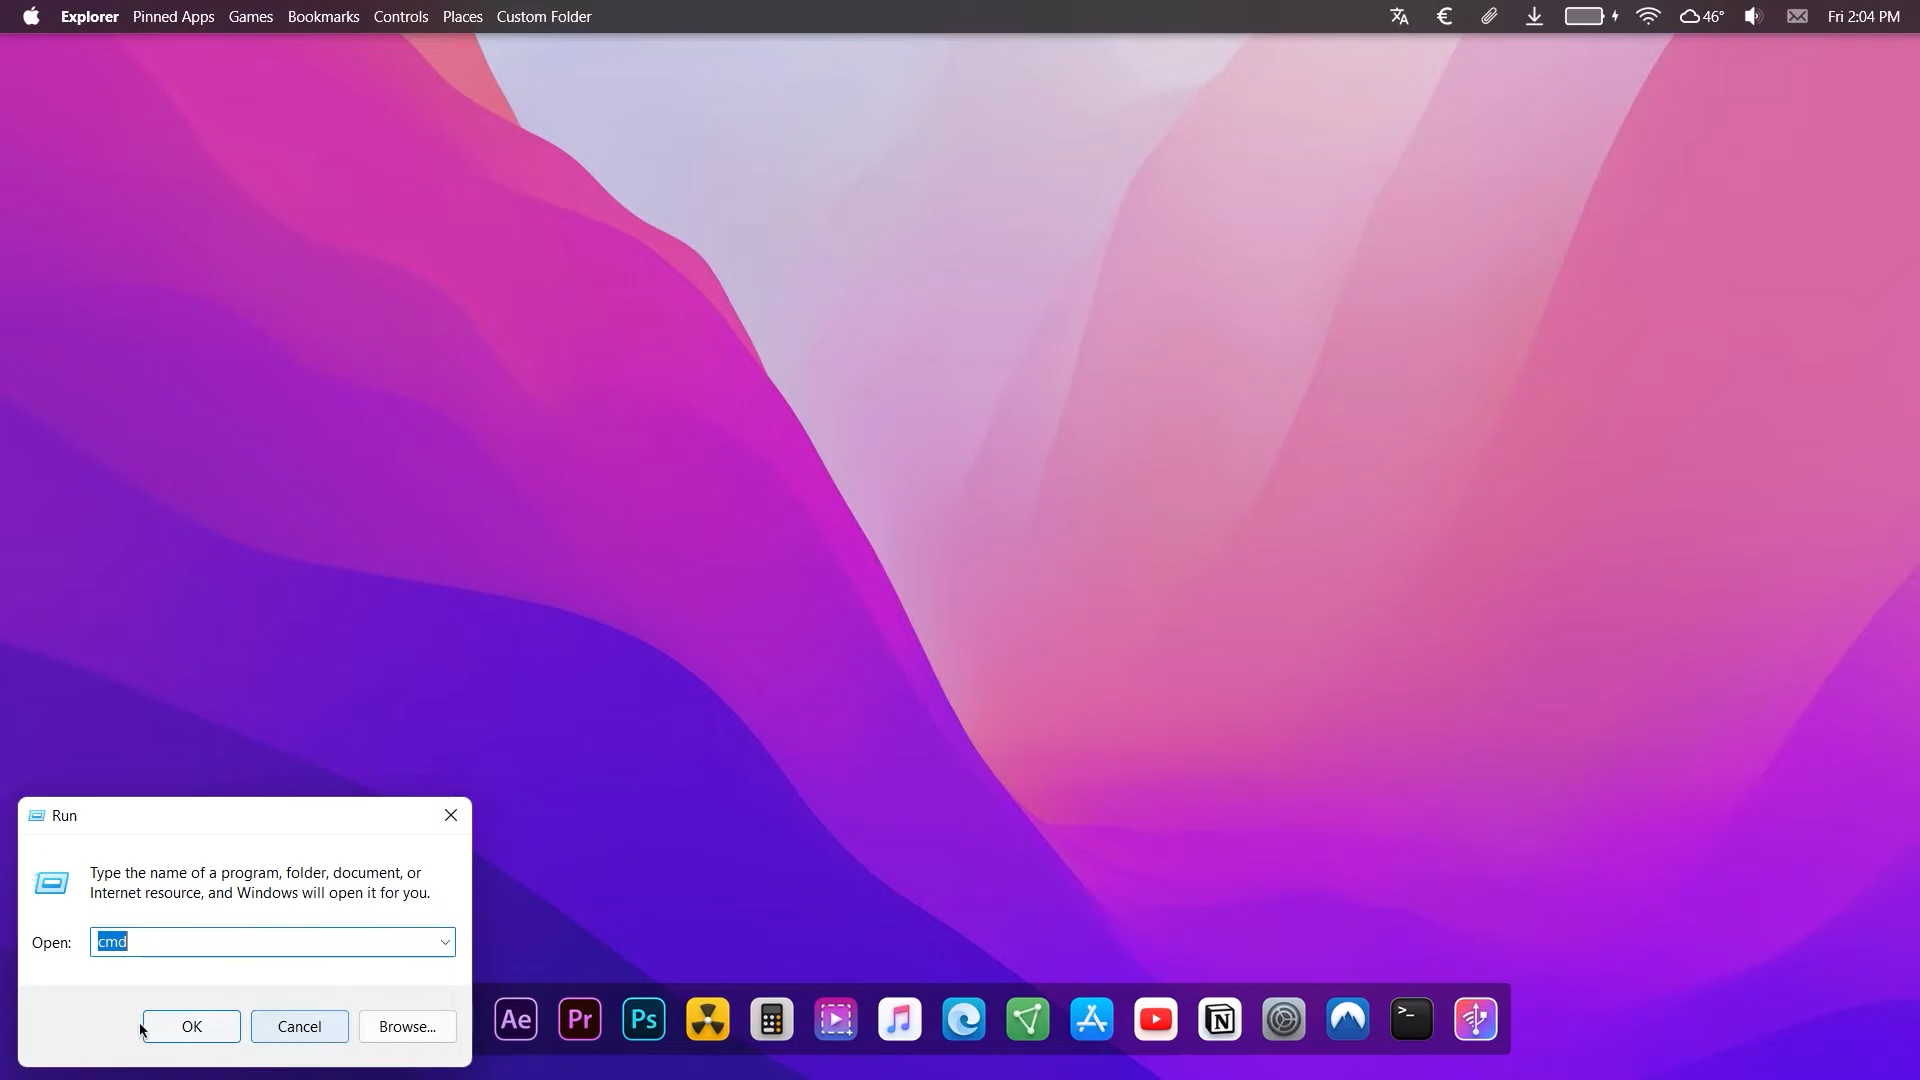 Explorer Pinned Apps Games Bookmarks Controls Places Custom Folder € 46° Fri 2:04 PM
Run
Type the name of a program, folder, document, or
Internet resource, and Windows will open it for you.
Open: cmd
OK Cancel Browse...
Ae Pr Ps N >_